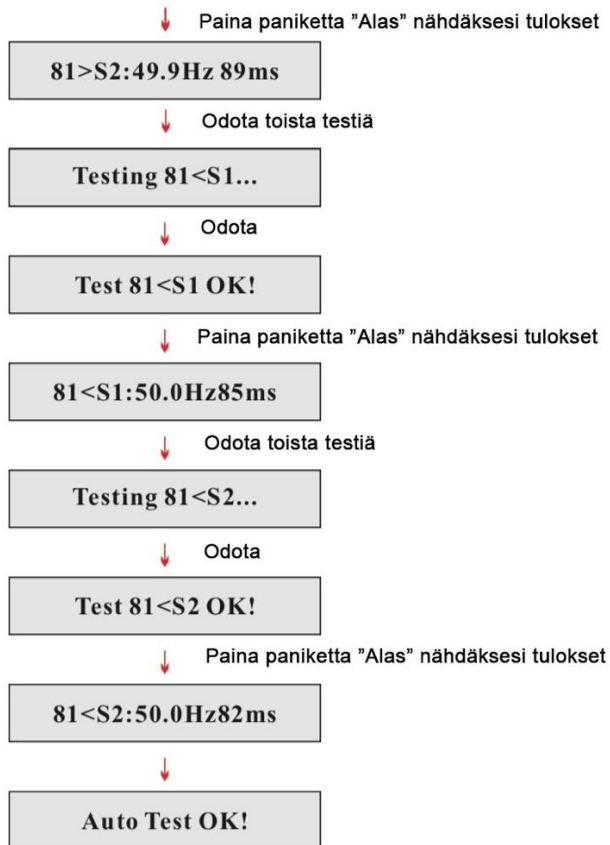 Paina paniketta ”Alas” nähdäksesi tulokset
81>S2:49.9Hz 89ms
Odota toista testiä
Testing 81<S1...
Odota
Test 81<S1 OK!
Paina paniketta ”Alas” nähdäksesi tulokset
81<S1:50.0Hz85ms
Odota toista testiä
Testing 81<S2...
Odota
Test 81<S2 OK!
Paina paniketta ”Alas” nähdäksesi tulokset
81<S2:50.0Hz82ms
Auto Test OK!